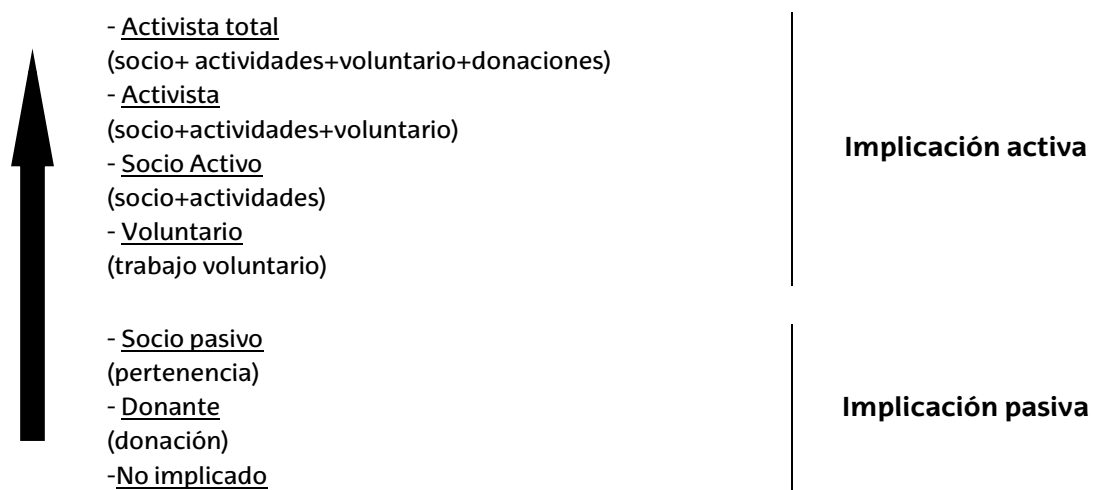 - Activista total
(socio+ actividades+voluntario+donaciones)
- Activista
(socio+actividades+voluntario)
- Socio Activo
(socio+actividades)
- Voluntario
(trabajo voluntario)
Implicación activa
- Socio pasivo
(pertenencia)
- Donante
(donación)
-No implicado
Implicación pasiva